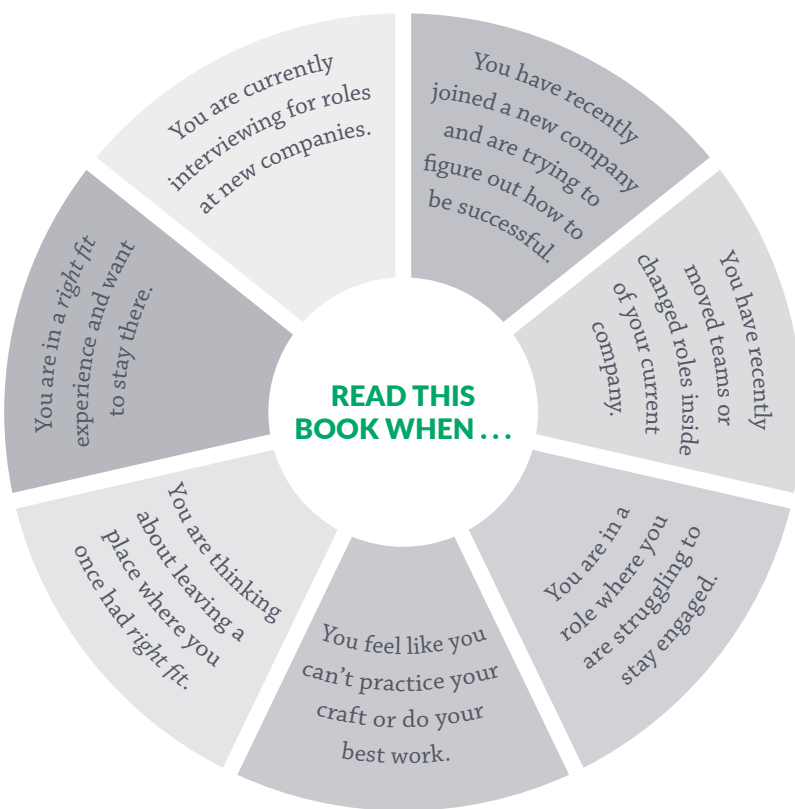 READ THIS
BOOK WHEN ...
You have recently
joined a new company
and are trying to
figure out how to
be successful.
You have recently
moved teams or
changed roles inside
of your current
company.
You are in a
role where you
are struggling to
stay engaged.
You feel like you
can't practice your
craft or do your
best work.
You are thinking
about leaving a
place where you
once had right fit.
You are in a right fit
experience and want
to stay there.
You are currently
interviewing for roles
at new companies.